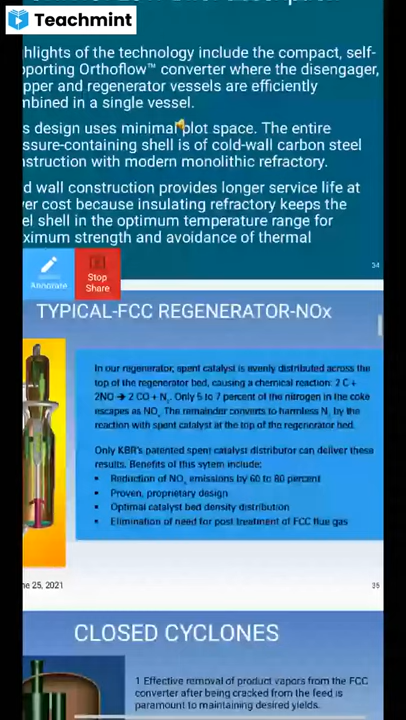 Teachmint
hlights of the technology include the compact, self-
pporting Orthoflow™ converter where the disengager,
pper and regenerator vessels are efficiently
mbined in a single vessel.
s design uses minimal plot space. The entire
ssure-containing shell is of cold-wall carbon steel
nstruction with modern monolithic refractory.
d wall construction provides longer service life at
er cost because insulating refractory keeps the
el shell in the optimum temperature range for
ximum strength and avoidance of thermal
Annotate
Stop
Share
34
TYPICAL-FCC REGENERATOR-NOx
In our regenerator, spent catalyst is evenly distributed across the
top of the regenerator bed, causing a chemical reaction: 2 C +
2NO → 2 CO + N₂. Only 5 to 7 percent of the nitrogen in the coke
escapes as NOₓ. The remainder converts to harmless N₂ by the
reaction with spent catalyst at the top of the regenerator bed.
Only KBR's patented spent catalyst distributor can deliver these
results. Benefits of this sytem include:
• Reduction of NOₓ emissions by 60 to 80 percent
• Proven, proprietary design
• Optimal catalyst bed density distribution
• Elimination of need for post treatment of FCC flue gas
ne 25, 2021
35
CLOSED CYCLONES
1 Effective removal of product vapors from the FCC
converter after being cracked from the feed is
paramount to maintaining desired yields.